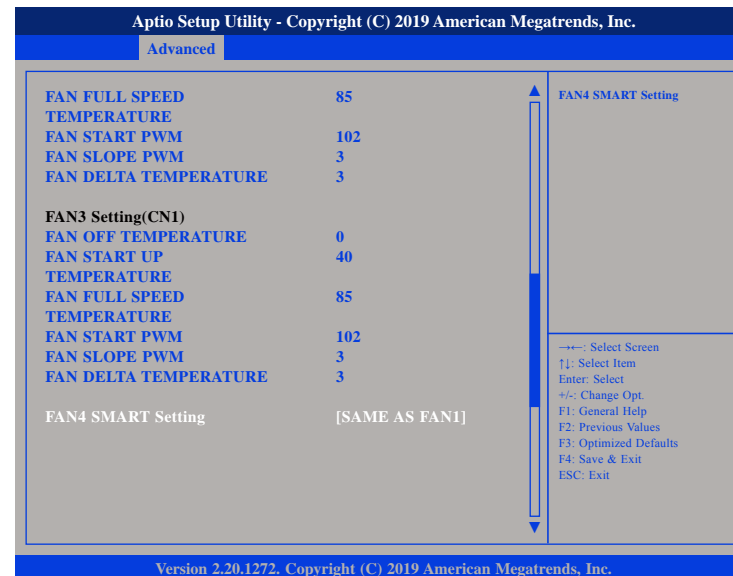 Aptio Setup Utility - Copyright (C) 2019 American Megatrends, Inc.
Advanced
FAN FULL SPEED 85
TEMPERATURE
FAN START PWM 102
FAN SLOPE PWM 3
FAN DELTA TEMPERATURE 3
FAN3 Setting(CN1)
FAN OFF TEMPERATURE 0
FAN START UP 40
TEMPERATURE
FAN FULL SPEED 85
TEMPERATURE
FAN START PWM 102
FAN SLOPE PWM 3
FAN DELTA TEMPERATURE 3
FAN4 SMART Setting [SAME AS FAN1]
FAN4 SMART Setting
→←: Select Screen
↑↓: Select Item
Enter: Select
+/-: Change Opt.
F1: General Help
F2: Previous Values
F3: Optimized Defaults
F4: Save & Exit
ESC: Exit
Version 2.20.1272. Copyright (C) 2019 American Megatrends, Inc.